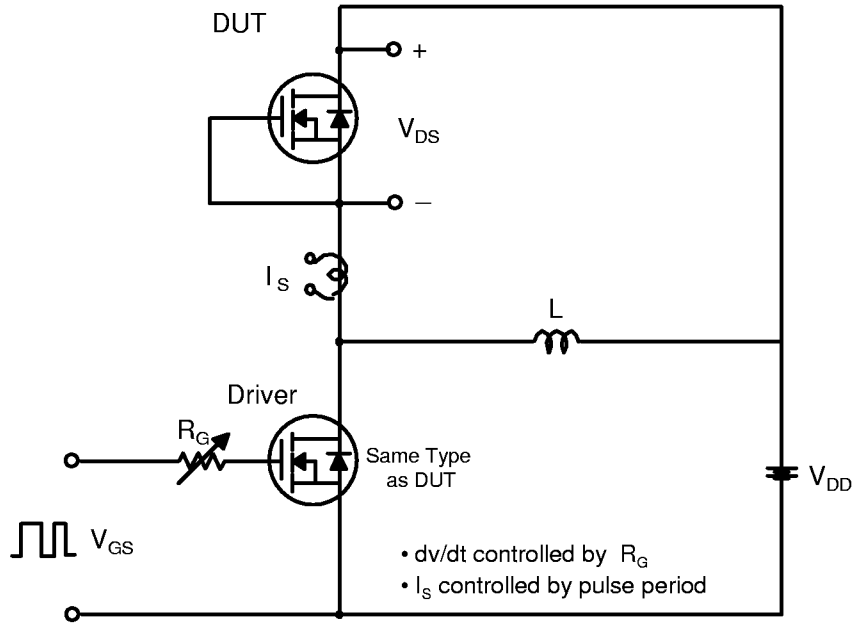 DUT
+
VDS
−
IS
L
Driver
RG
Same Type
as DUT
VDD
VGS
• dv/dt controlled by RG
• IS controlled by pulse period